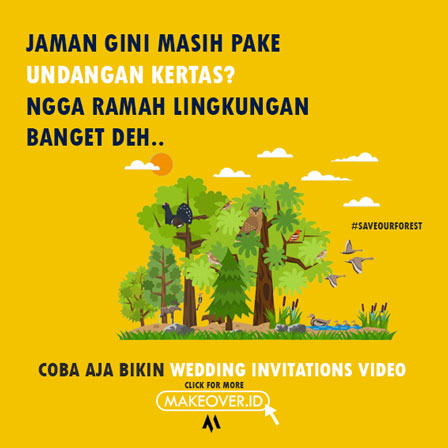 JAMAN GINI MASIH PAKE
UNDANGAN KERTAS?
NGGA RAMAH LINGKUNGAN
BANGET DEH..
#SAVEOURFOREST
COBA AJA BIKIN WEDDING INVITATIONS VIDEO
CLICK FOR MORE
MAKEOVER.ID